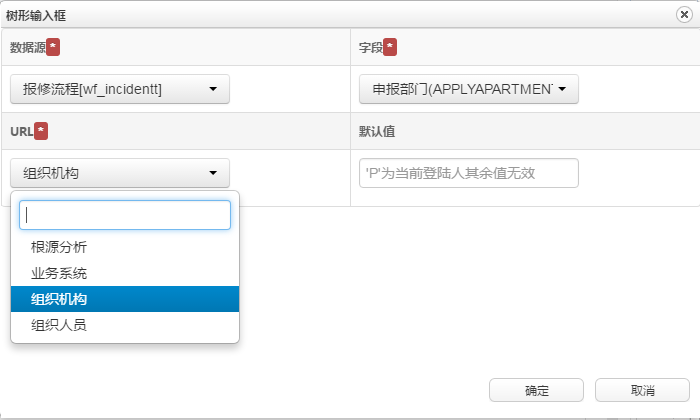 树形输入框
数据源*
字段*
报修流程[wf_incidentt]
申报部门(APPLYAPARTMENT
URL*
默认值
组织机构
'P'为当前登陆人其余值无效
根源分析
业务系统
组织机构
组织人员
确定
取消